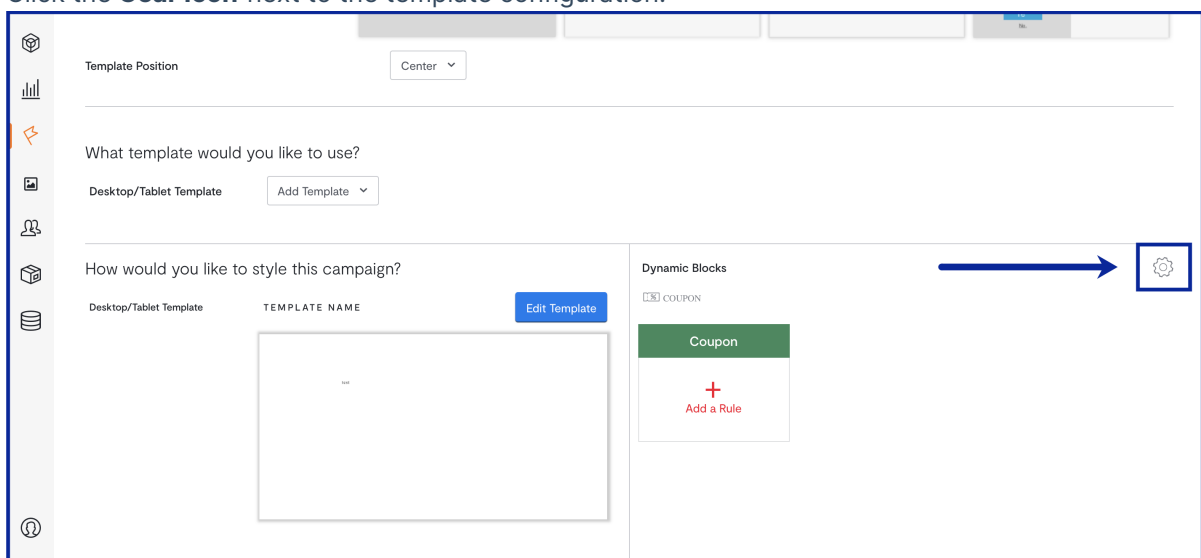 Click the Gear icon next to the template configuration.
No.
Template Position
Center
What template would you like to use?
Desktop/Tablet Template
Add Template
How would you like to style this campaign?
Desktop/Tablet Template
TEMPLATE NAME
Edit Template
Dynamic Blocks
COUPON
Coupon
Add a Rule